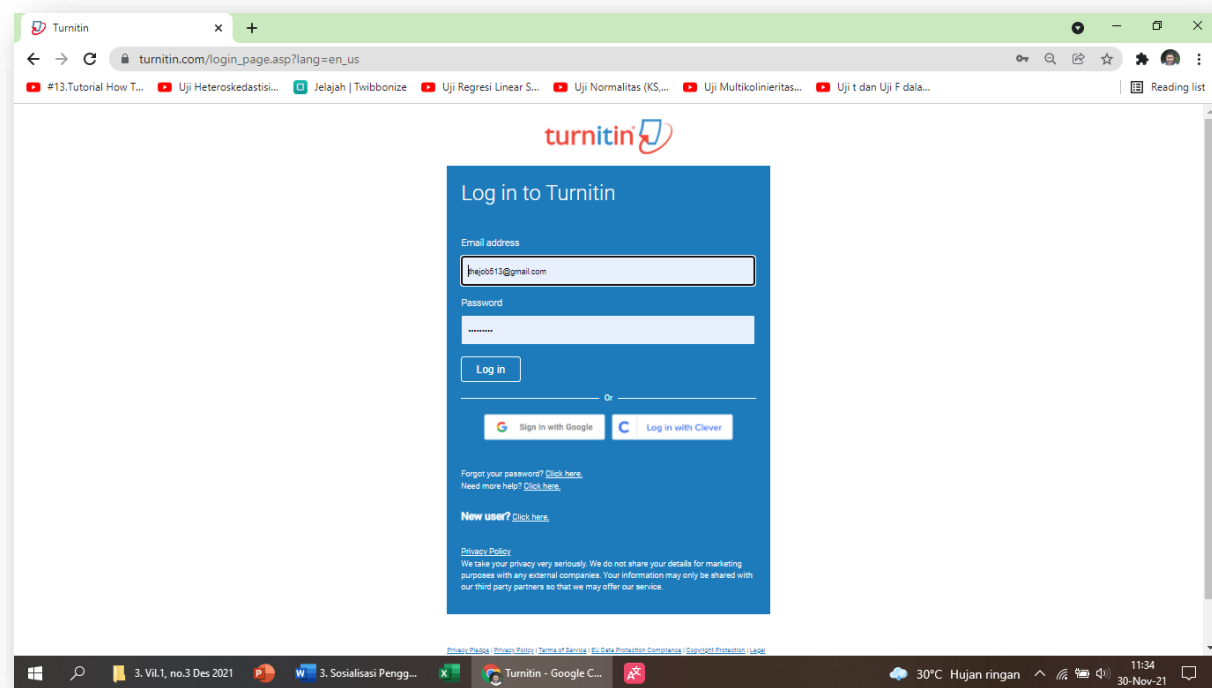 Turnitin
turnitin.com/login_page.asp?lang=en_us
#13.Tutorial How T...
Uji Heteroskedastisi...
Jelajah | Twibbonize
Uji Regresi Linear S...
Uji Normalitas (KS,...
Uji Multikolinieritas...
Uji t dan Uji F dala...
Reading list
turnitin
Log in to Turnitin
Email address
thejob513@gmail.com
Password
Log in
Or
Sign in with Google
Log in with Clever
Forgot your password? Click here.
Need more help? Click here.
New user? Click here.
Privacy Policy
We take your privacy very seriously. We do not share your details for marketing
purposes with any external companies. Your information may only be shared with
our third party partners so that we may offer our service.
Privacy Pledge | Privacy Policy | Terms of Service | EU Data Protection Compliance | Copyright Protection | Legal
3. Vil.1, no.3 Des 2021
3. Sosialisasi Pengg...
Turnitin - Google C...
30°C Hujan ringan
11:34
30-Nov-21